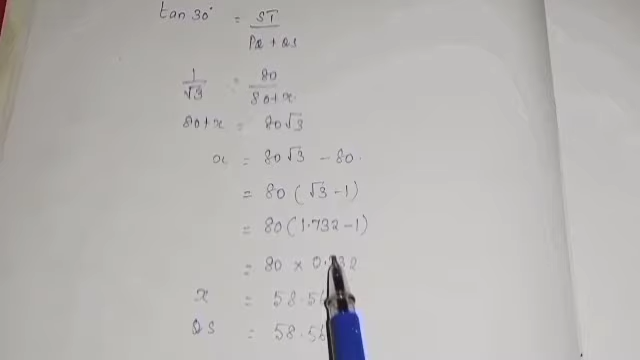 tan 30° = ST / PQ + QS
1/√3 = 80 / 80+x
80+x = 80√3
x = 80√3 - 80.
= 80 (√3 - 1)
= 80 (1.732 - 1)
= 80 × 0.732
x = 58.56
QS = 58.56